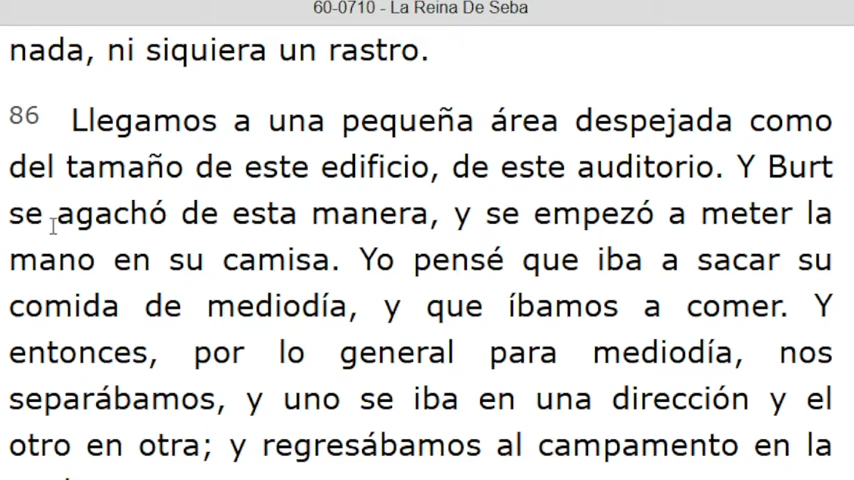 60-0710 - La Reina De Seba
nada, ni siquiera un rastro.
86 Llegamos a una pequeña área despejada como
del tamaño de este edificio, de este auditorio. Y Burt
se agachó de esta manera, y se empezó a meter la
mano en su camisa. Yo pensé que iba a sacar su
comida de mediodía, y que íbamos a comer. Y
entonces, por lo general para mediodía, nos
separábamos, y uno se iba en una dirección y el
otro en otra; y regresábamos al campamento en la